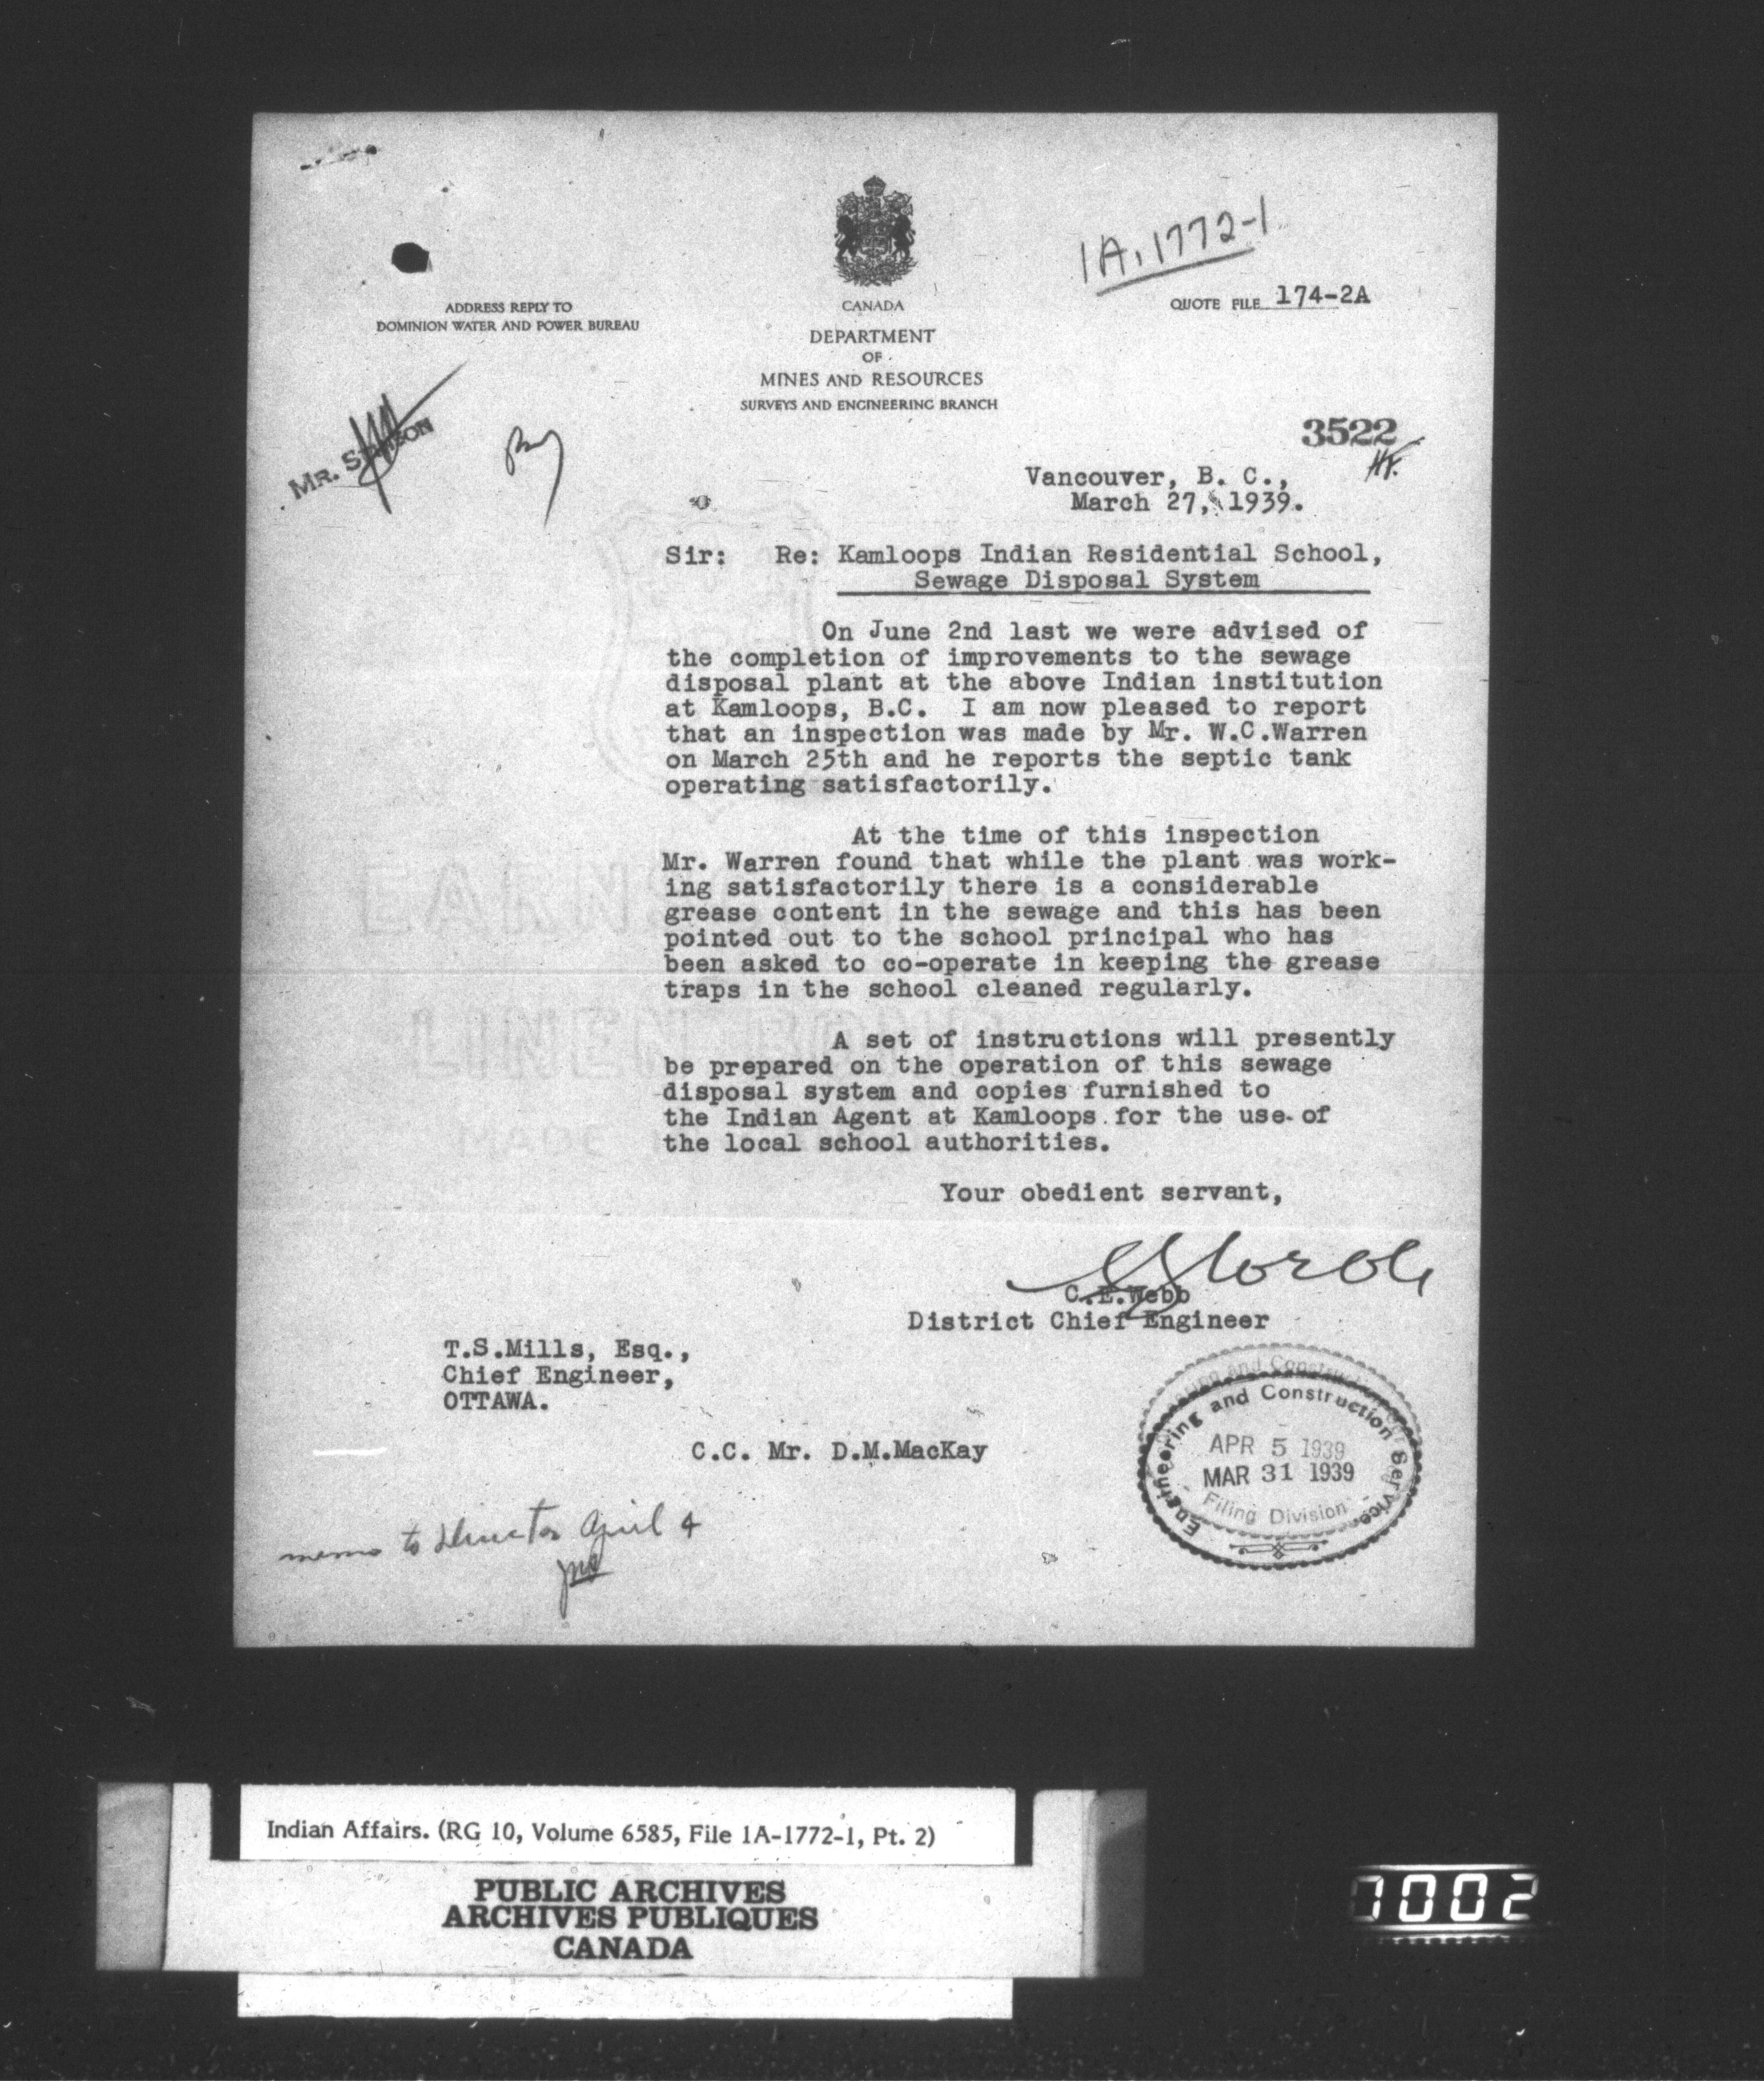 1A.1772-1
ADDRESS REPLY TO
DOMINION WATER AND POWER BUREAU
CANADA
DEPARTMENT
OF
MINES AND RESOURCES
SURVEYS AND ENGINEERING BRANCH
QUOTE FILE 174-2A
MR.
3522
Vancouver, B. C.,
March 27, 1939.
Sir: Re: Kamloops Indian Residential School,
Sewage Disposal System
On June 2nd last we were advised of
the completion of improvements to the sewage
disposal plant at the above Indian institution
at Kamloops, B.C. I am now pleased to report
that an inspection was made by Mr. W.C.Warren
on March 25th and he reports the septic tank
operating satisfactorily.
At the time of this inspection
Mr. Warren found that while the plant was work-
ing satisfactorily there is a considerable
grease content in the sewage and this has been
pointed out to the school principal who has
been asked to co-operate in keeping the grease
traps in the school cleaned regularly.
A set of instructions will presently
be prepared on the operation of this sewage
disposal system and copies furnished to
the Indian Agent at Kamloops for the use of
the local school authorities.
Your obedient servant,
C.E.Webb
District Chief Engineer
T.S.Mills, Esq.,
Chief Engineer,
OTTAWA.
C.C. Mr. D.M.MacKay
Engineering and Construction Service
APR 5 1939
MAR 31 1939
Filing Division
memo to Director April 4
Indian Affairs. (RG 10, Volume 6585, File 1A-1772-1, Pt. 2)
PUBLIC ARCHIVES
ARCHIVES PUBLIQUES
CANADA
1002